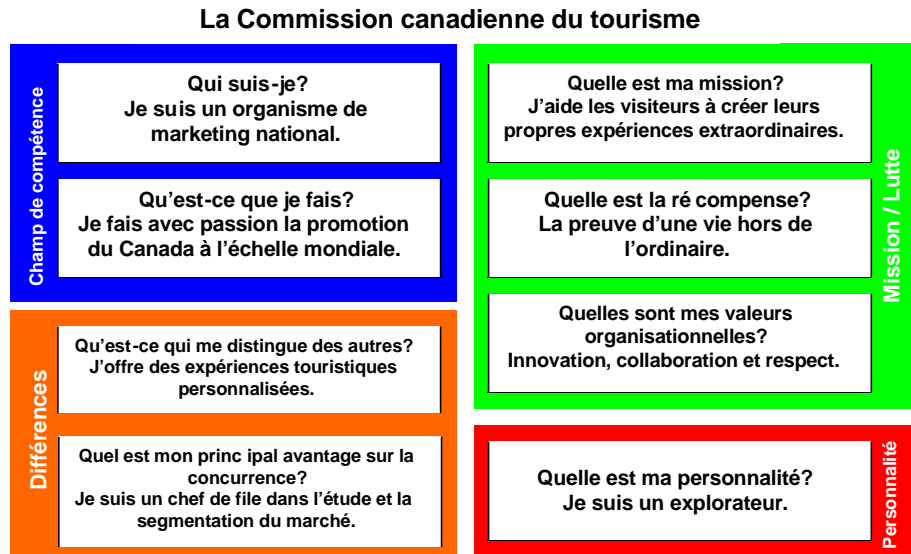 La Commission canadienne du tourisme
Champ de compétence
Qui suis-je?
Je suis un organisme de
marketing national.
Qu'est-ce que je fais?
Je fais avec passion la promotion
du Canada à l'échelle mondiale.
Différences
Qu'est-ce qui me distingue des autres?
J'offre des expériences touristiques
personnalisées.
Quel est mon princ ipal avantage sur la
concurrence?
Je suis un chef de file dans l'étude et la
segmentation du marché.
Mission / Lutte
Quelle est ma mission?
J'aide les visiteurs à créer leurs
propres expériences extraordinaires.
Quelle est la ré compense?
La preuve d'une vie hors de
l'ordinaire.
Quelles sont mes valeurs
organisationnelles?
Innovation, collaboration et respect.
Personnalité
Quelle est ma personnalité?
Je suis un explorateur.